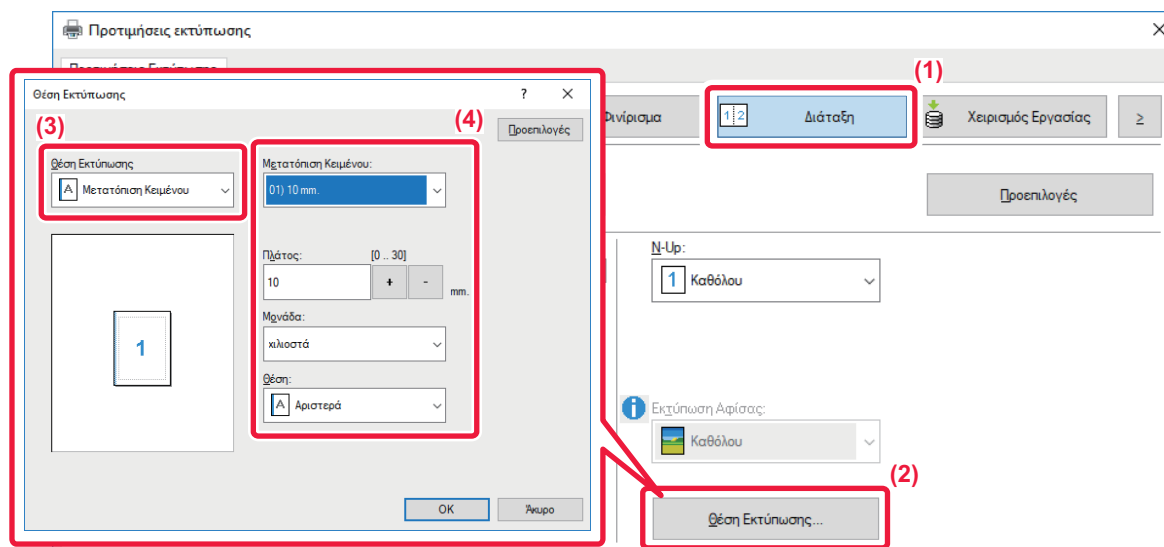 Προτιμήσεις εκτύπωσης
(1)
Θέση Εκτύπωσης
?
Προεπιλογές
(3)
(4)
Θέση Εκτύπωσης
A Μετατόπιση Κειμένου
Μετατόπιση Κειμένου:
01) 10 mm.
Πλάτος: [0 .. 30]
10 + - mm.
Μονάδα:
χιλιοστά
Θέση:
A Αριστερά
1
OK Άκυρο
1 2 Διάταξη
Χειρισμός Εργασίας
>
Προεπιλογές
N-Up:
1 Καθόλου
i Εκτύπωση Αφίσας:
Καθόλου
(2)
Θέση Εκτύπωσης...